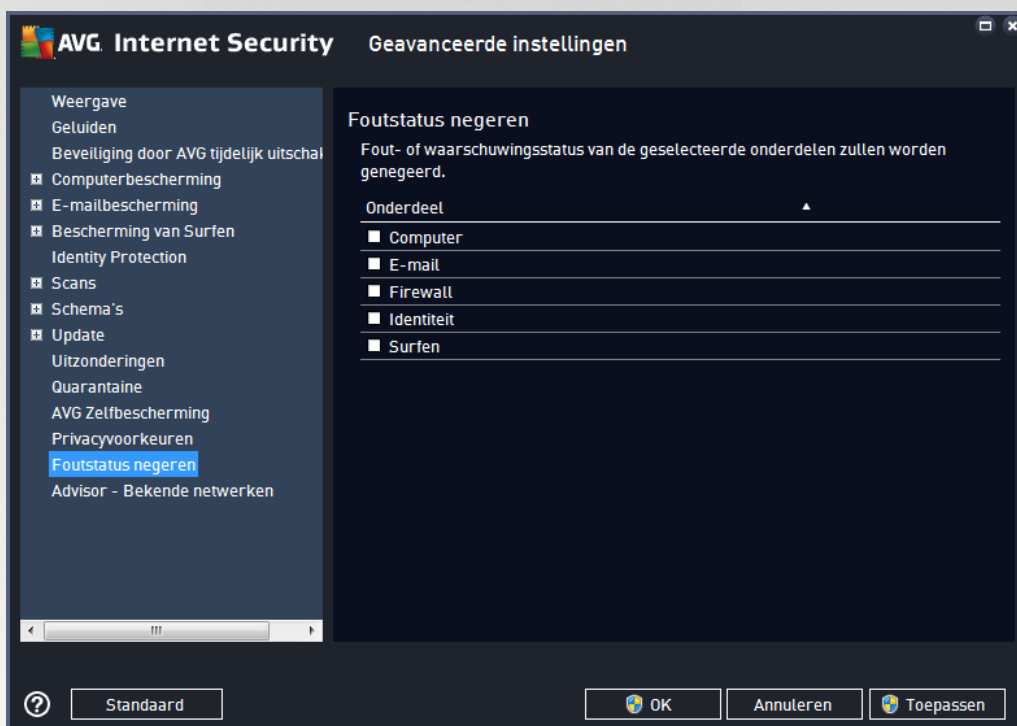 AVG. Internet Security Geavanceerde instellingen
Weergave
Geluiden
Beveiliging door AVG tijdelijk uitschal
Computerbescherming
E-mailbescherming
Bescherming van Surfen
Identity Protection
Scans
Schema's
Update
Uitzonderingen
Quarantaine
AVG Zelfbescherming
Privacyvoorkeuren
Foutstatus negeren
Advisor - Bekende netwerken
Foutstatus negeren
Fout- of waarschuwingsstatus van de geselecteerde onderdelen zullen worden
genegeerd.
Onderdeel
Computer
E-mail
Firewall
Identiteit
Surfen
? Standaard OK Annuleren Toepassen